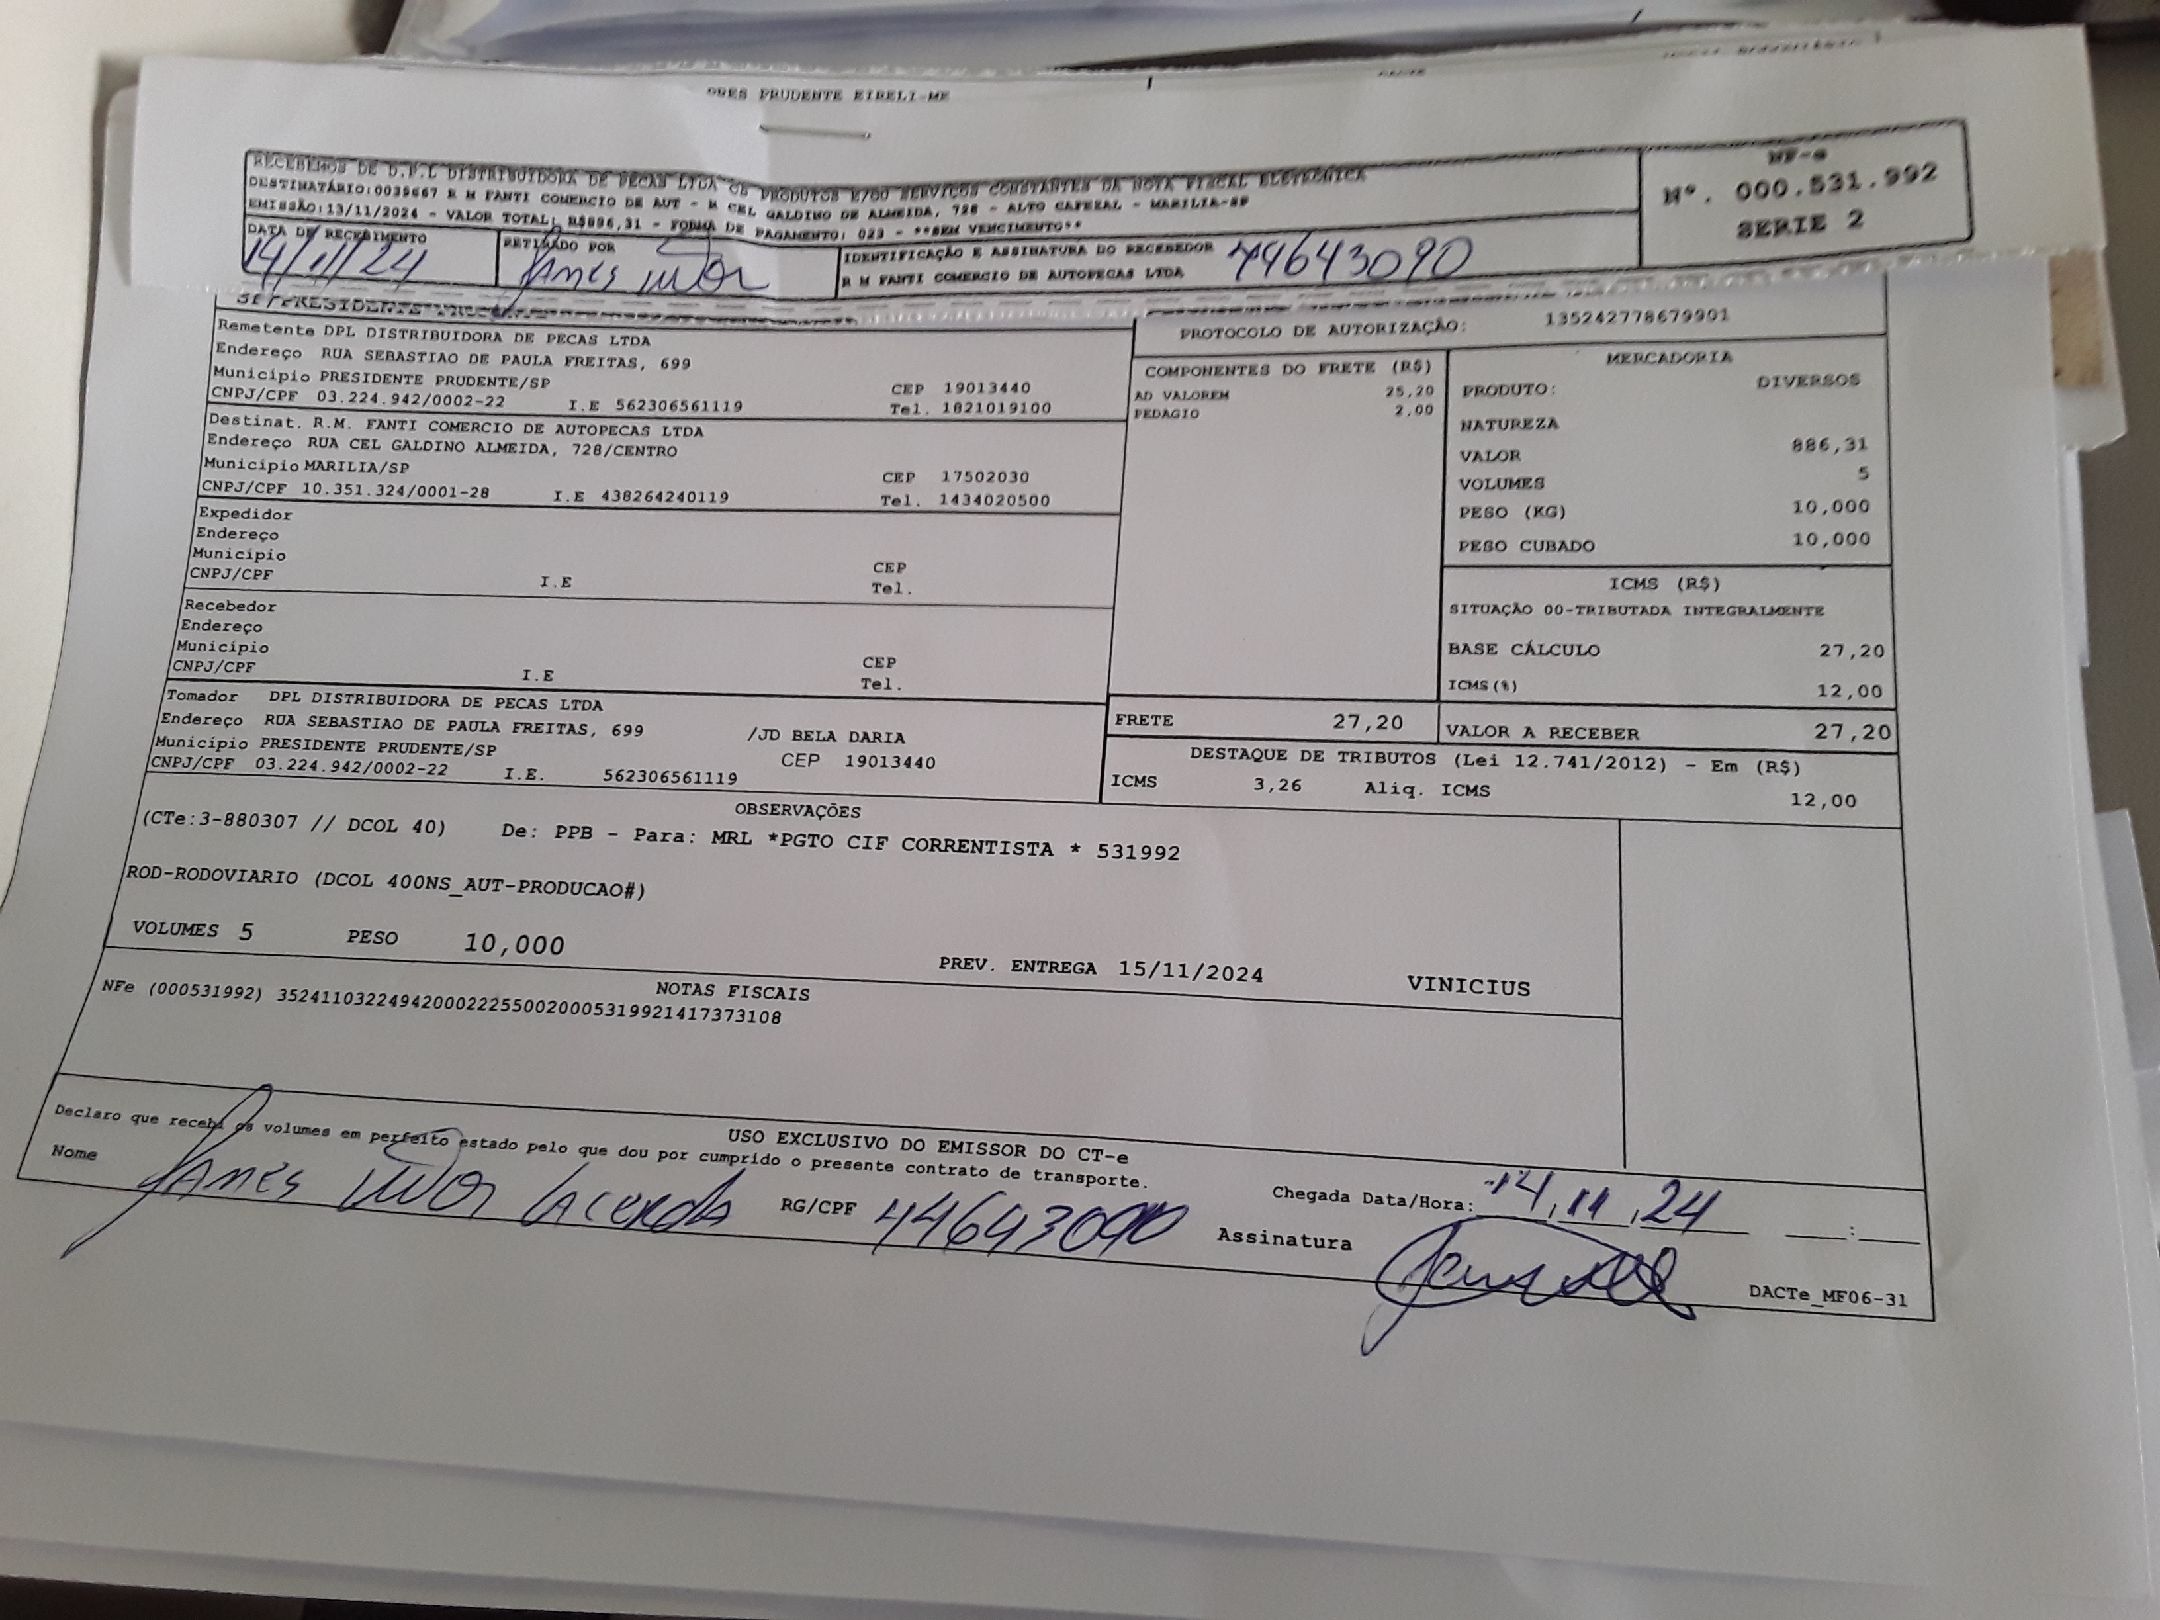 PRUDENTE EIRELI-ME
RECEBEMOS DE D.P.L DISTRIBUIDORA DE PECAS LTDA OS PRODUTOS E/OU SERVIÇOS CONSTANTES DA NOTA FISCAL ELETRÔNICA
DESTINATÁRIO:0039667 R M FANTI COMERCIO DE AUT - R CEL GALDINO DE ALMEIDA, 728 - ALTO CAFEZAL - MARILIA-SP
EMISSÃO:13/11/2024 - VALOR TOTAL: R$886,31 - FORMA DE PAGAMENTO: 023 - **SEM VENCIMENTO**
NF-e
Nº. 000.531.992
SERIE 2
DATA DE RECEBIMENTO
14/11/24
RETIRADO POR
James Vitor
IDENTIFICAÇÃO E ASSINATURA DO RECEBEDOR
R M FANTI COMERCIO DE AUTOPECAS LTDA
44643090
Remetente DPL DISTRIBUIDORA DE PECAS LTDA
Endereço RUA SEBASTIAO DE PAULA FREITAS, 699
Município PRESIDENTE PRUDENTE/SP CEP 19013440
CNPJ/CPF 03.224.942/0002-22 I.E 562306561119 Tel. 1821019100
Destinat. R.M. FANTI COMERCIO DE AUTOPECAS LTDA
Endereço RUA CEL GALDINO ALMEIDA, 728/CENTRO
Município MARILIA/SP CEP 17502030
CNPJ/CPF 10.351.324/0001-28 I.E 438264240119 Tel. 1434020500
Expedidor
Endereço
Município CEP
CNPJ/CPF I.E Tel.
Recebedor
Endereço
Município CEP
CNPJ/CPF I.E Tel.
Tomador DPL DISTRIBUIDORA DE PECAS LTDA
Endereço RUA SEBASTIAO DE PAULA FREITAS, 699 /JD BELA DARIA
Município PRESIDENTE PRUDENTE/SP CEP 19013440
CNPJ/CPF 03.224.942/0002-22 I.E. 562306561119
PROTOCOLO DE AUTORIZAÇÃO: 135242778679901
COMPONENTES DO FRETE (R$)
AD VALOREM 25,20
PEDAGIO 2,00
MERCADORIA
PRODUTO: DIVERSOS
NATUREZA
VALOR 886,31
VOLUMES 5
PESO (KG) 10,000
PESO CUBADO 10,000
ICMS (R$)
SITUAÇÃO 00-TRIBUTADA INTEGRALMENTE
BASE CÁLCULO 27,20
ICMS(%) 12,00
FRETE 27,20
VALOR A RECEBER 27,20
DESTAQUE DE TRIBUTOS (Lei 12.741/2012) - Em (R$)
ICMS 3,26 Aliq. ICMS 12,00
OBSERVAÇÕES
(CTe:3-880307 // DCOL 40) De: PPB - Para: MRL *PGTO CIF CORRENTISTA * 531992
ROD-RODOVIARIO (DCOL 400NS_AUT-PRODUCAO#)
VOLUMES 5 PESO 10,000
PREV. ENTREGA 15/11/2024 VINICIUS
NOTAS FISCAIS
NFe (000531992) 35241103224942000222550020005319921417373108
USO EXCLUSIVO DO EMISSOR DO CT-e
Declaro que recebi os volumes em perfeito estado pelo que dou por cumprido o presente contrato de transporte.
Chegada Data/Hora: 14,11,24 :
Nome James Vitor Lacerda RG/CPF 44643090 Assinatura
DACTe_MF06-31